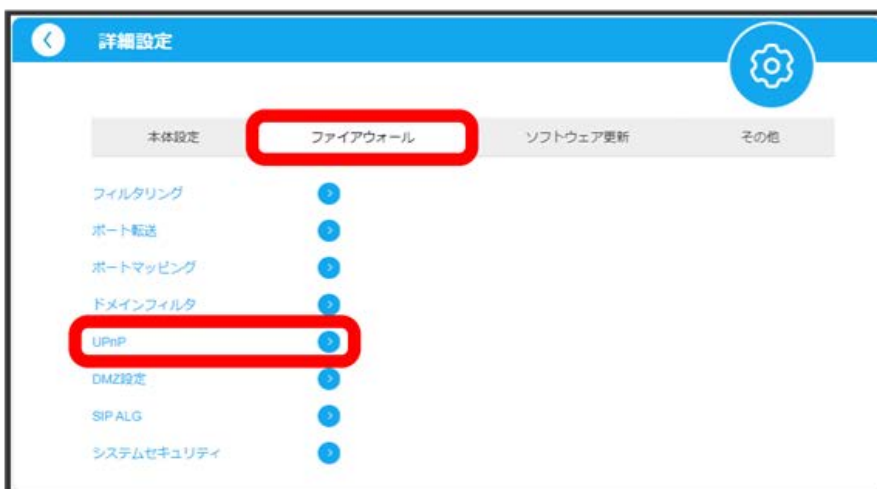 詳細設定
本体設定 ファイアウォール ソフトウェア更新 その他
フィルタリング
ポート転送
ポートマッピング
ドメインフィルタ
UPnP
DMZ設定
SIP ALG
システムセキュリティ